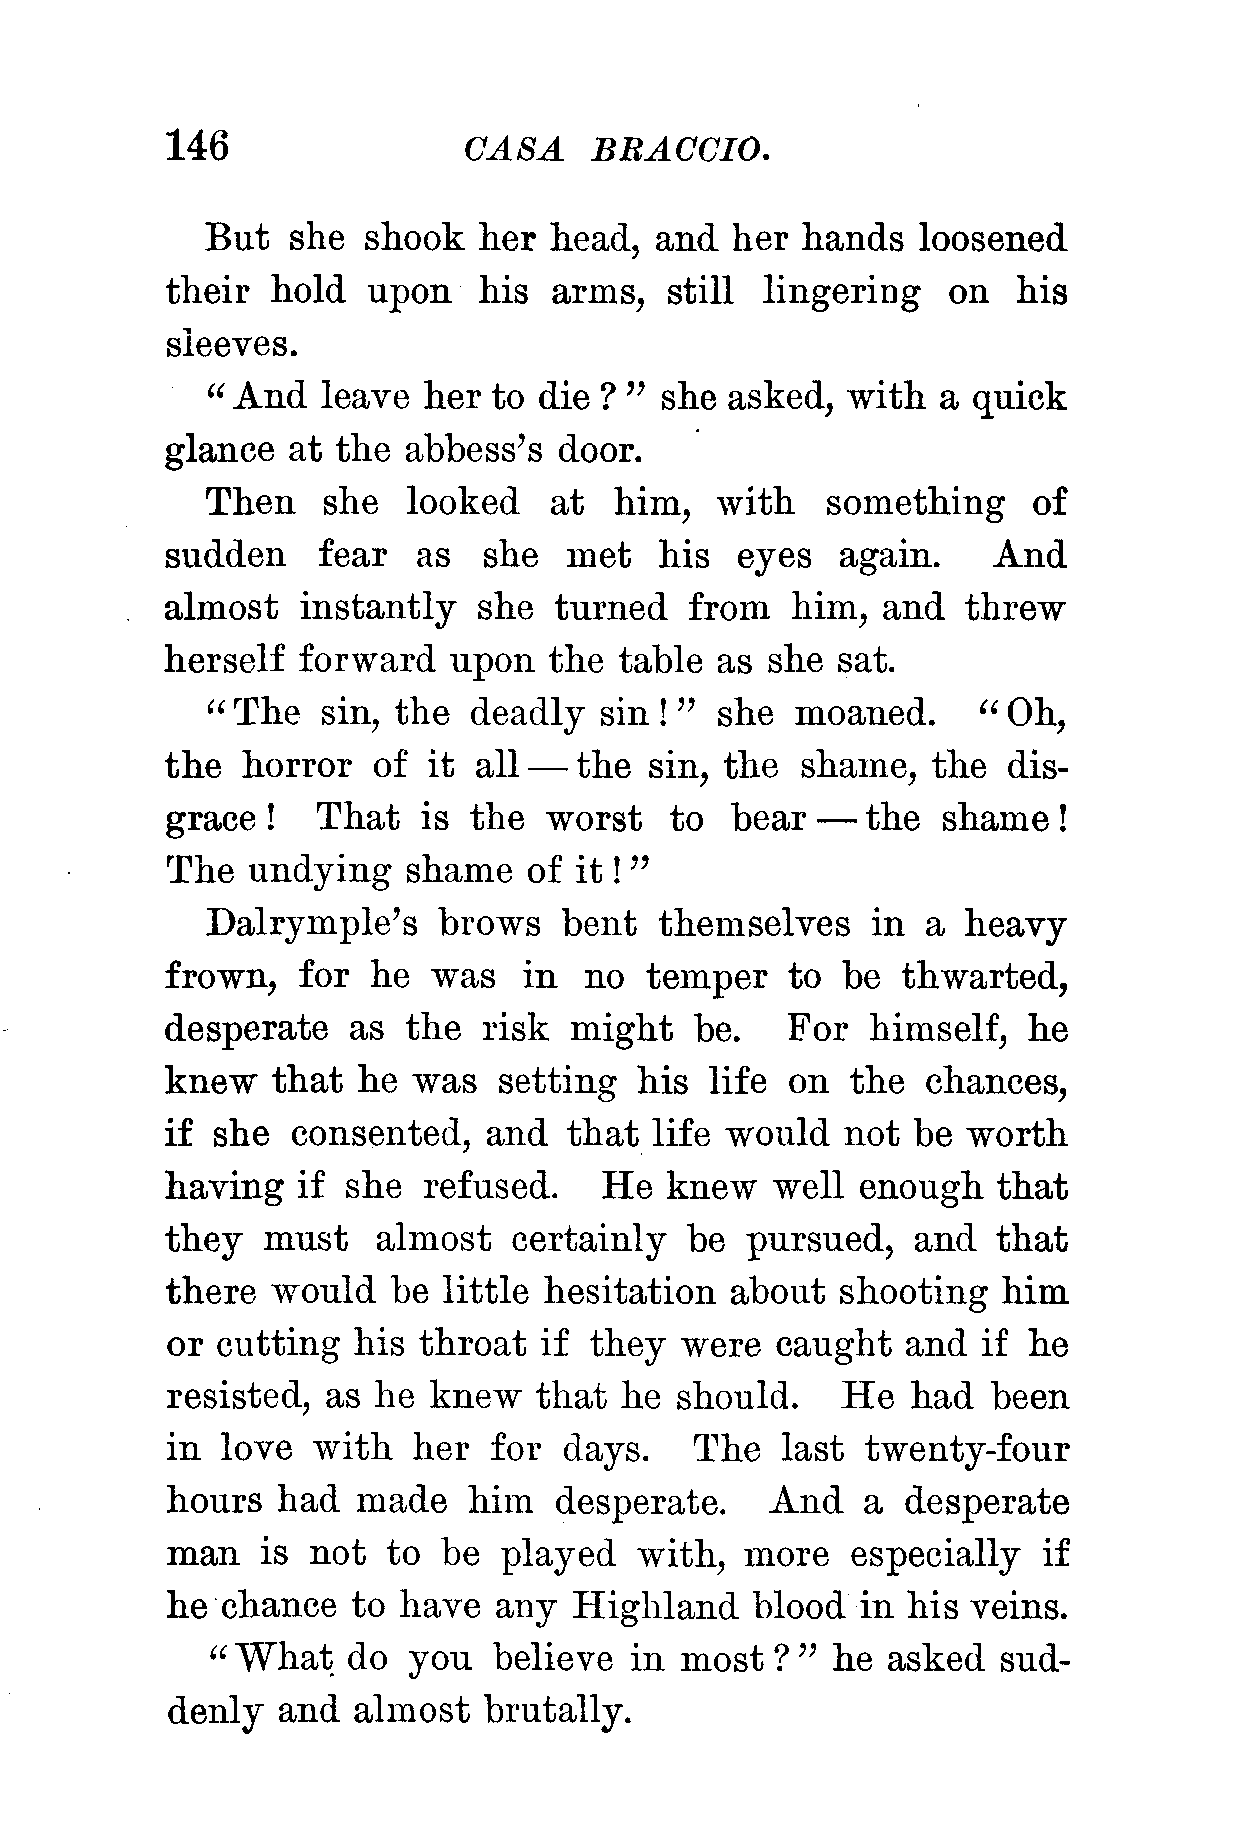 146 CASA BRACCIO.
But she shook her head, and her hands loosened
their hold upon his arms, still lingering on his
sleeves.
“And leave her to die?” she asked, with a quick
glance at the abbess’s door.
Then she looked at him, with something of
sudden fear as she met his eyes again. And
almost instantly she turned from him, and threw
herself forward upon the table as she sat.
“The sin, the deadly sin!” she moaned. “Oh,
the horror of it all — the sin, the shame, the dis-
grace! That is the worst to bear — the shame!
The undying shame of it!”
Dalrymple’s brows bent themselves in a heavy
frown, for he was in no temper to be thwarted,
desperate as the risk might be. For himself, he
knew that he was setting his life on the chances,
if she consented, and that life would not be worth
having if she refused. He knew well enough that
they must almost certainly be pursued, and that
there would be little hesitation about shooting him
or cutting his throat if they were caught and if he
resisted, as he knew that he should. He had been
in love with her for days. The last twenty-four
hours had made him desperate. And a desperate
man is not to be played with, more especially if
he chance to have any Highland blood in his veins.
“What do you believe in most?” he asked sud-
denly and almost brutally.